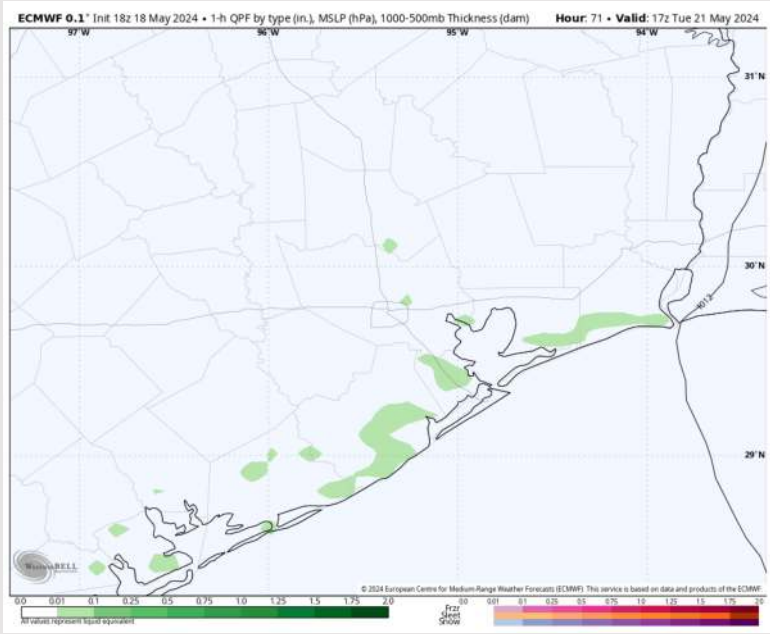 ECMWF 0.1° Init 18z 18 May 2024 • 1-h QPF by type (in.), MSLP (hPa), 1000-500mb Thickness (dam) Hour: 71 • Valid: 17z Tue 21 May 2024
97°W 96°W 95°W 94°W
31°N
30°N
1012
29°N
WeatherBELL
© 2024 European Centre for Medium-Range Weather Forecasts (ECMWF). This service is based on data and products of the ECMWF.
0.0 0.01 0.1 0.25 0.5 0.75 1.0 1.25 1.5 1.75 2.0
All values represent liquid equivalent
0.0 0.01 0.1 0.25 0.5 0.75 1.0 1.25 1.5 1.75 2.0
Frzr
Sleet
Snow